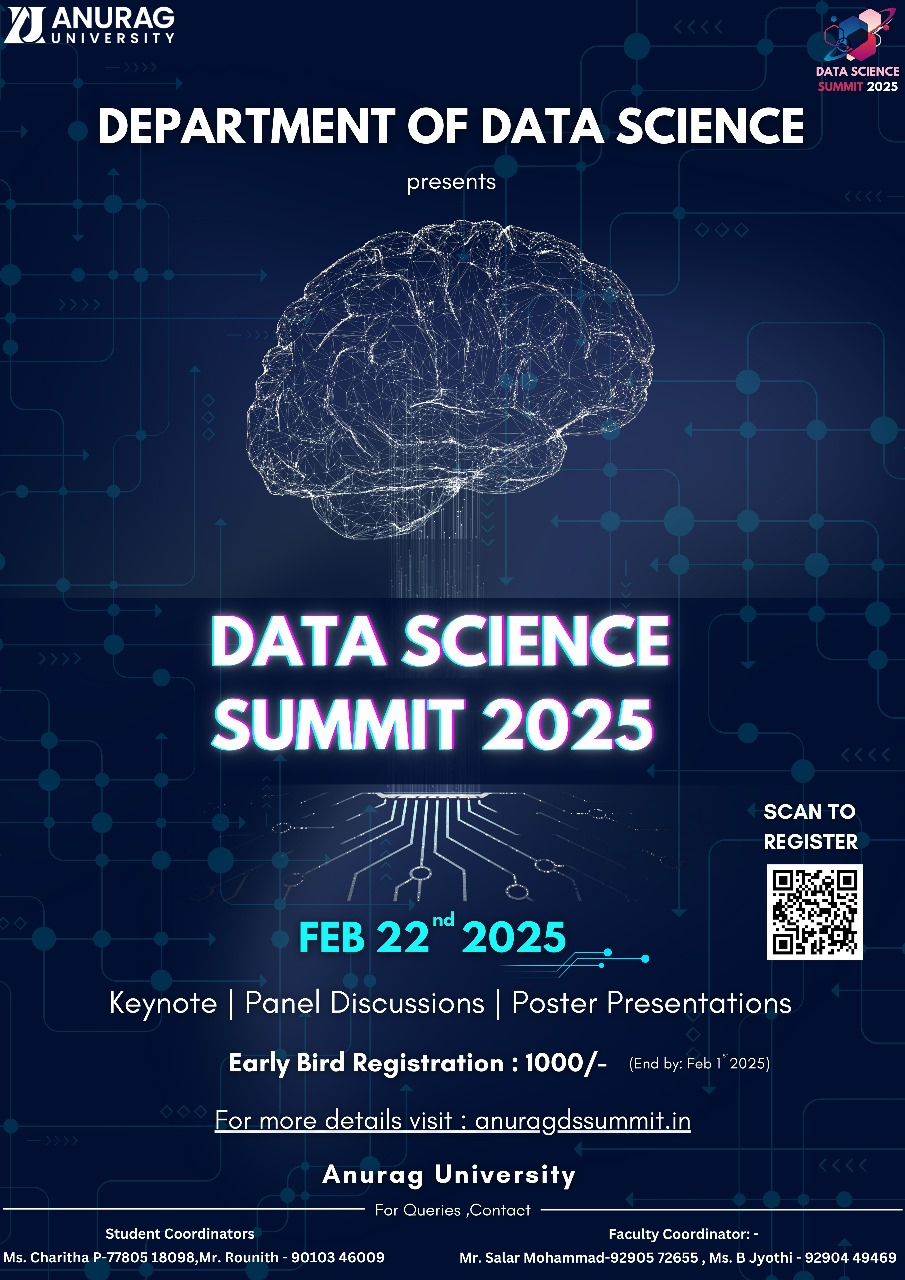 ANURAG
UNIVERSITY
DATA SCIENCE
SUMMIT 2025
DEPARTMENT OF DATA SCIENCE
presents
DATA SCIENCE
SUMMIT 2025
SCAN TO
REGISTER
FEB 22nd 2025
Keynote | Panel Discussions | Poster Presentations
Early Bird Registration : 1000/- (End by: Feb 1st 2025)
For more details visit : anuragdssummit.in
Anurag University
For Queries ,Contact
Student Coordinators
Ms. Charitha P-77805 18098,Mr. Rounith - 90103 46009
Faculty Coordinator: -
Mr. Salar Mohammad-92905 72655 , Ms. B Jyothi - 92904 49469